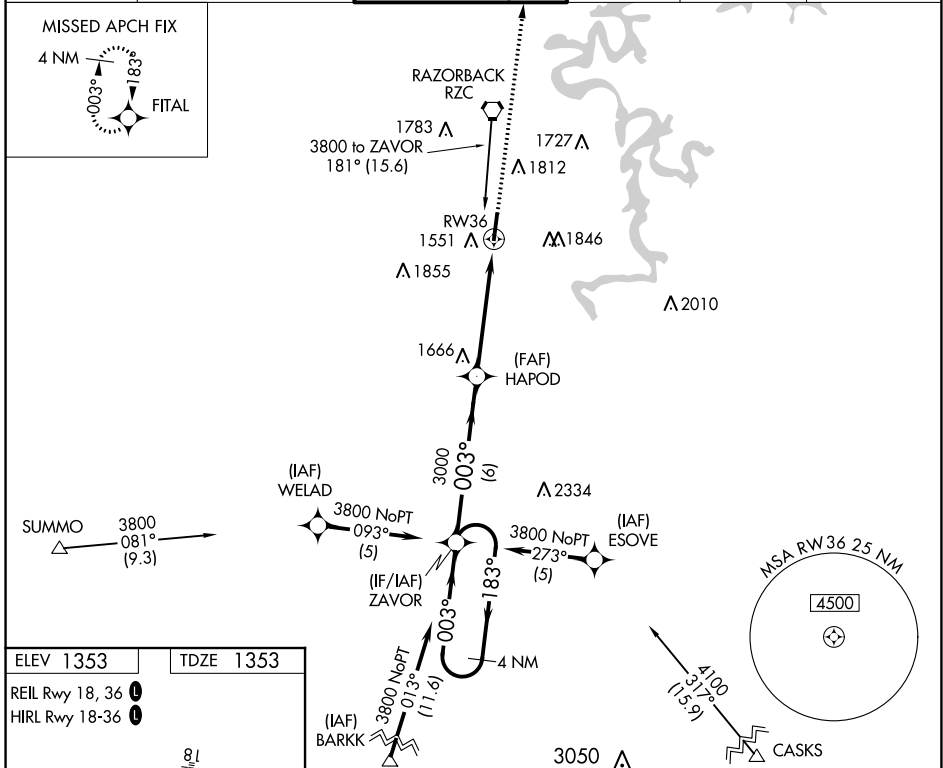 MISSED APCH FIX
4 NM
003°
183°
FITAL
RAZORBACK
RZC
1783
3800 to ZAVOR
181° (15.6)
1727
1812
RW36
1551
1846
1855
2010
1666
(FAF)
HAPOD
3000
003°
(6)
(IAF)
WELAD
2334
SUMMO
3800
081°
(9.3)
3800 NoPT
093°
(5)
3800 NoPT
273°
(5)
(IAF)
ESOVE
(IF/IAF)
ZAVOR
183°
003°
4 NM
MSA RW36 25 NM
4500
3800 NoPT
013°
(11.6)
(IAF)
BARKK
4100
317°
(15.9)
CASKS
3050
ELEV 1353
TDZE 1353
REIL Rwy 18, 36 L
HIRL Rwy 18-36 L
18